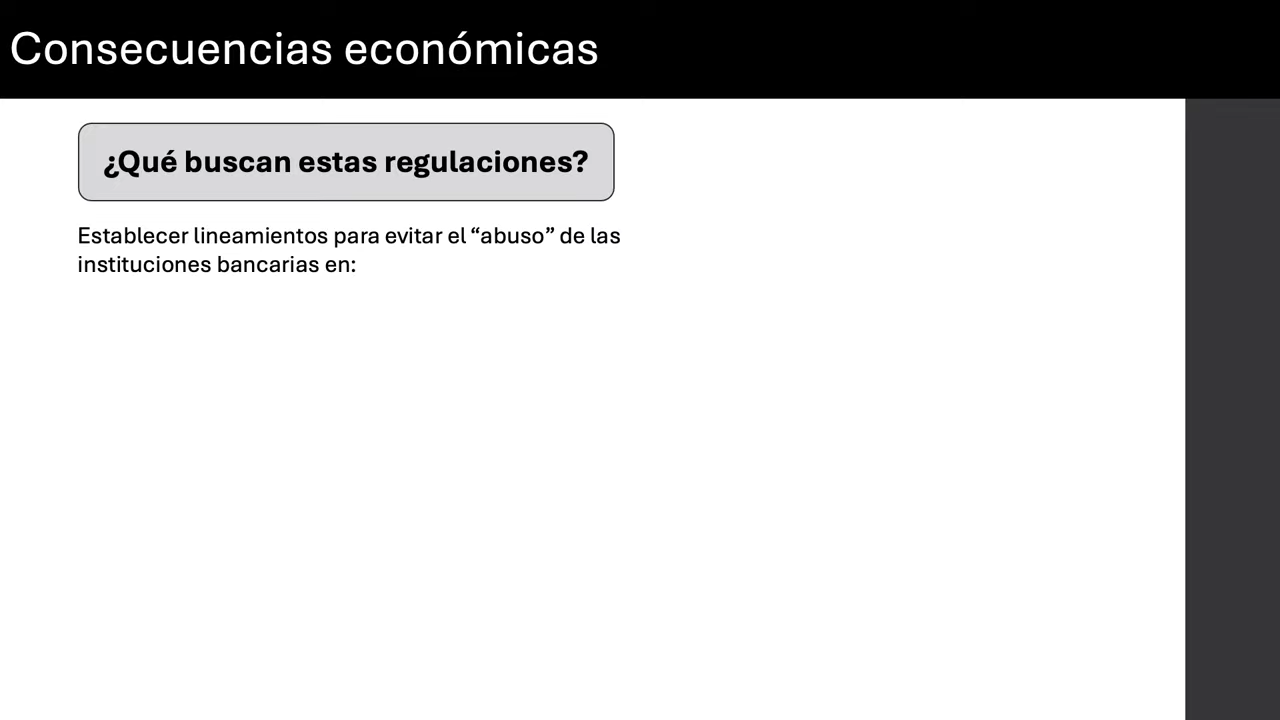 Consecuencias económicas
¿Qué buscan estas regulaciones?
Establecer lineamientos para evitar el “abuso” de las
instituciones bancarias en: